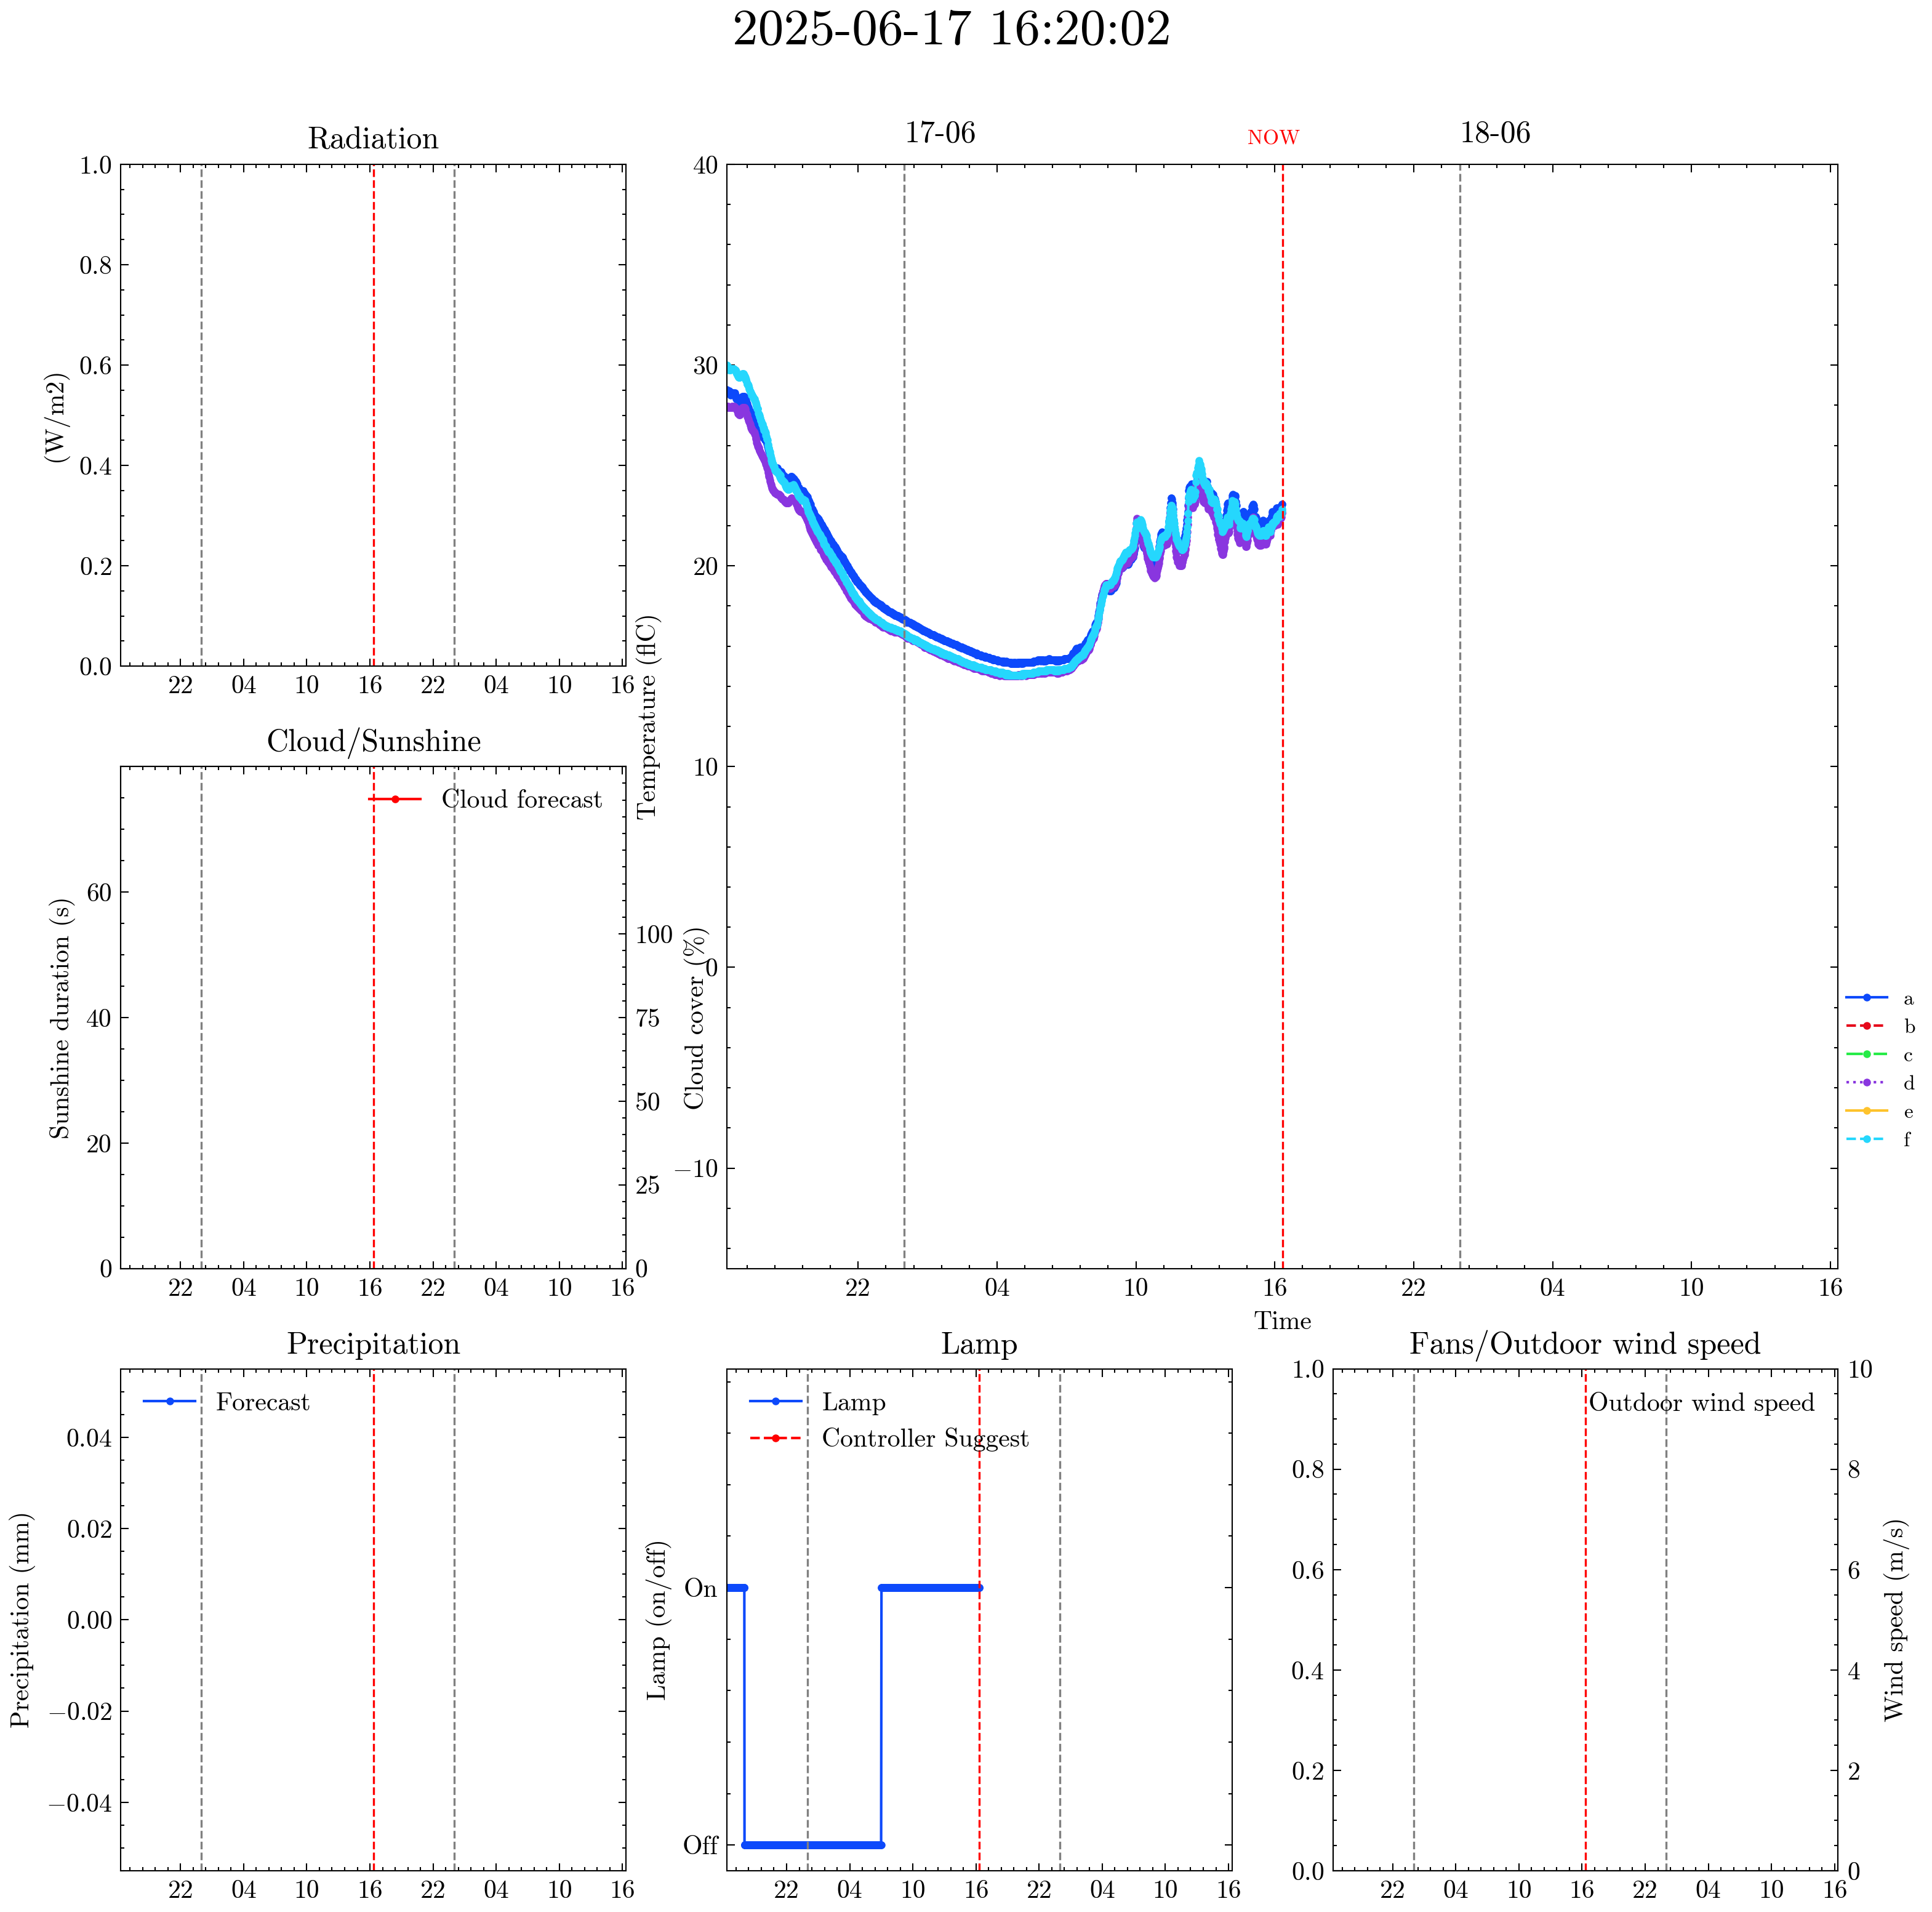 2025-06-17 16:20:02
Radiation
(W/m2)
1.0
0.8
0.6
0.4
0.2
0.0
22 04 10 16 22 04 10 16
17-06
NOW
18-06
Temperature (flC)
40
30
20
10
0
−10
22 04 10 16 22 04 10 16
Time
a
b
c
d
e
f
Cloud/Sunshine
Cloud forecast
Sunshine duration (s)
60
40
20
0
Cloud cover (%)
100
75
50
25
0
22 04 10 16 22 04 10 16
Precipitation
Forecast
Precipitation (mm)
0.04
0.02
0.00
−0.02
−0.04
22 04 10 16 22 04 10 16
Lamp
Lamp
Controller Suggest
Lamp (on/off)
On
Off
22 04 10 16 22 04 10 16
Fans/Outdoor wind speed
Outdoor wind speed
1.0
0.8
0.6
0.4
0.2
0.0
10
8
6
4
2
0
Wind speed (m/s)
22 04 10 16 22 04 10 16